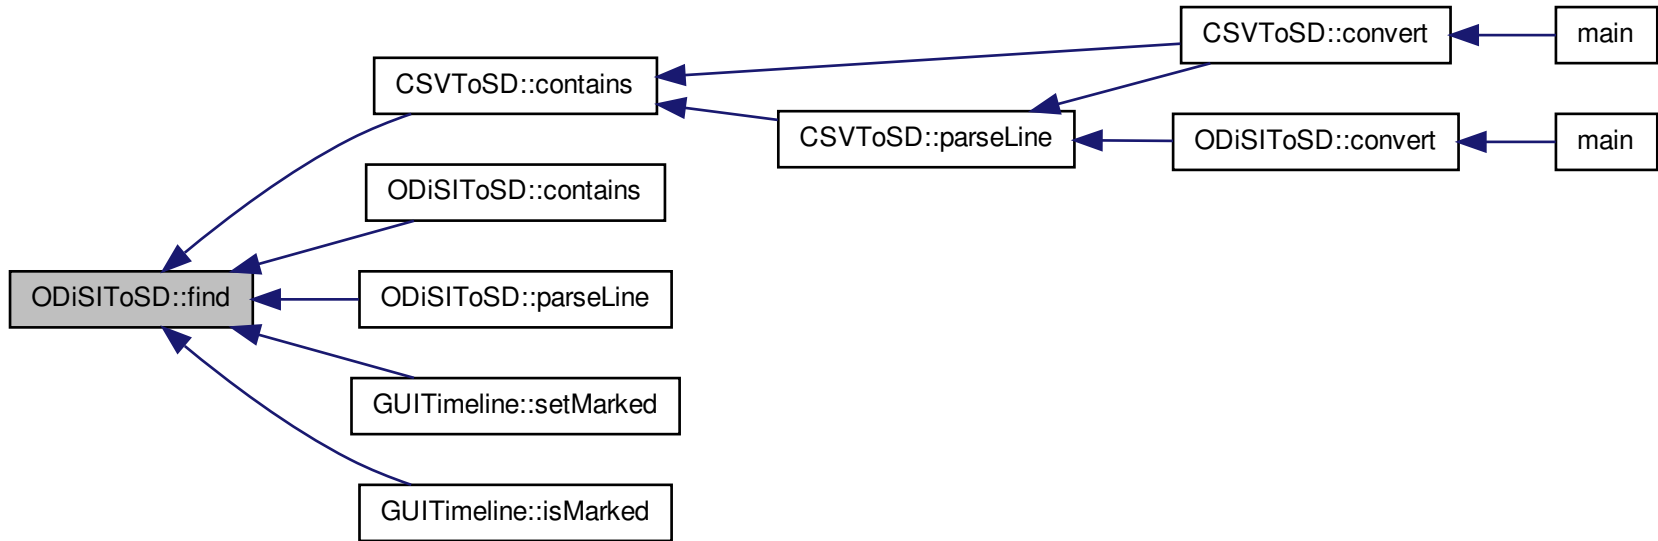 CSVToSD::convert
main
CSVToSD::contains
CSVToSD::parseLine
ODiSIToSD::convert
main
ODiSIToSD::contains
ODiSIToSD::find
ODiSIToSD::parseLine
GUITimeline::setMarked
GUITimeline::isMarked